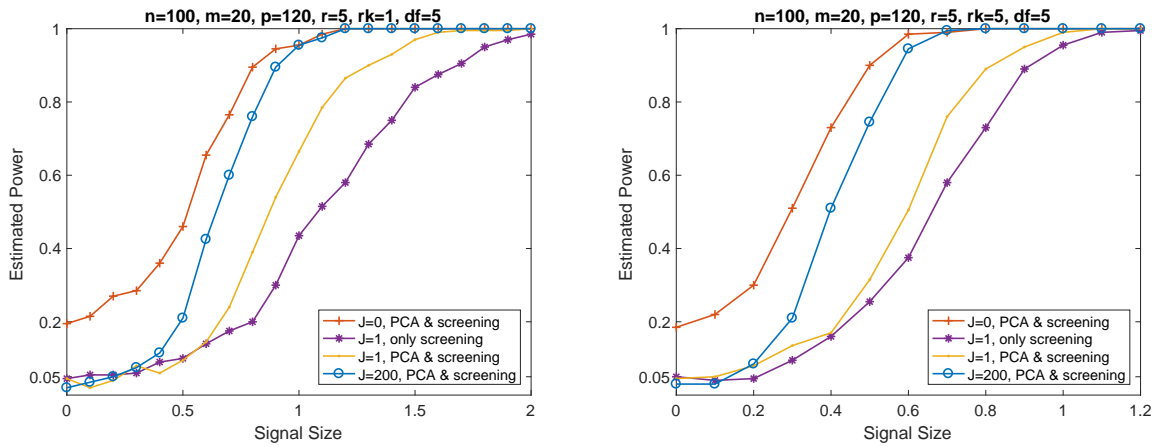 n=100, m=20, p=120, r=5, rk=1, df=5
Estimated Power
1
0.8
0.6
0.4
0.2
0.05
0
0.5
1
1.5
2
Signal Size
J=0, PCA & screening
J=1, only screening
J=1, PCA & screening
J=200, PCA & screening
n=100, m=20, p=120, r=5, rk=5, df=5
Estimated Power
1
0.8
0.6
0.4
0.2
0.05
0
0.2
0.4
0.6
0.8
1
1.2
Signal Size
J=0, PCA & screening
J=1, only screening
J=1, PCA & screening
J=200, PCA & screening